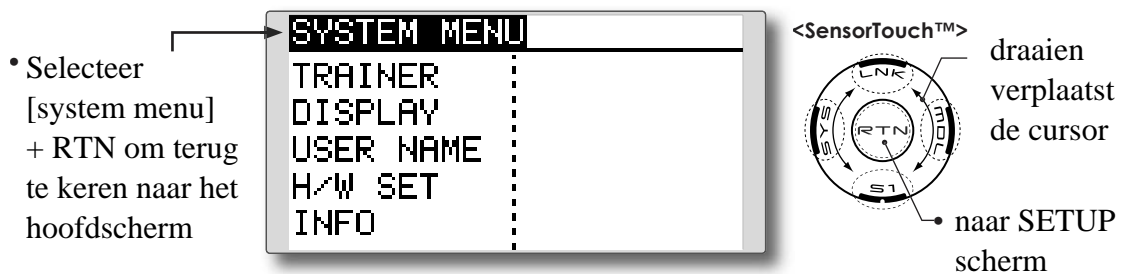 • Selecteer
[system menu]
+ RTN om terug
te keren naar het
hoofdscherm
SYSTEM MENU
TRAINER
DISPLAY
USER NAME
H/W SET
INFO
<SensorTouch™>
LNK
SYS
MDL
RTN
S1
draaien
verplaatst
de cursor
• naar SETUP
scherm